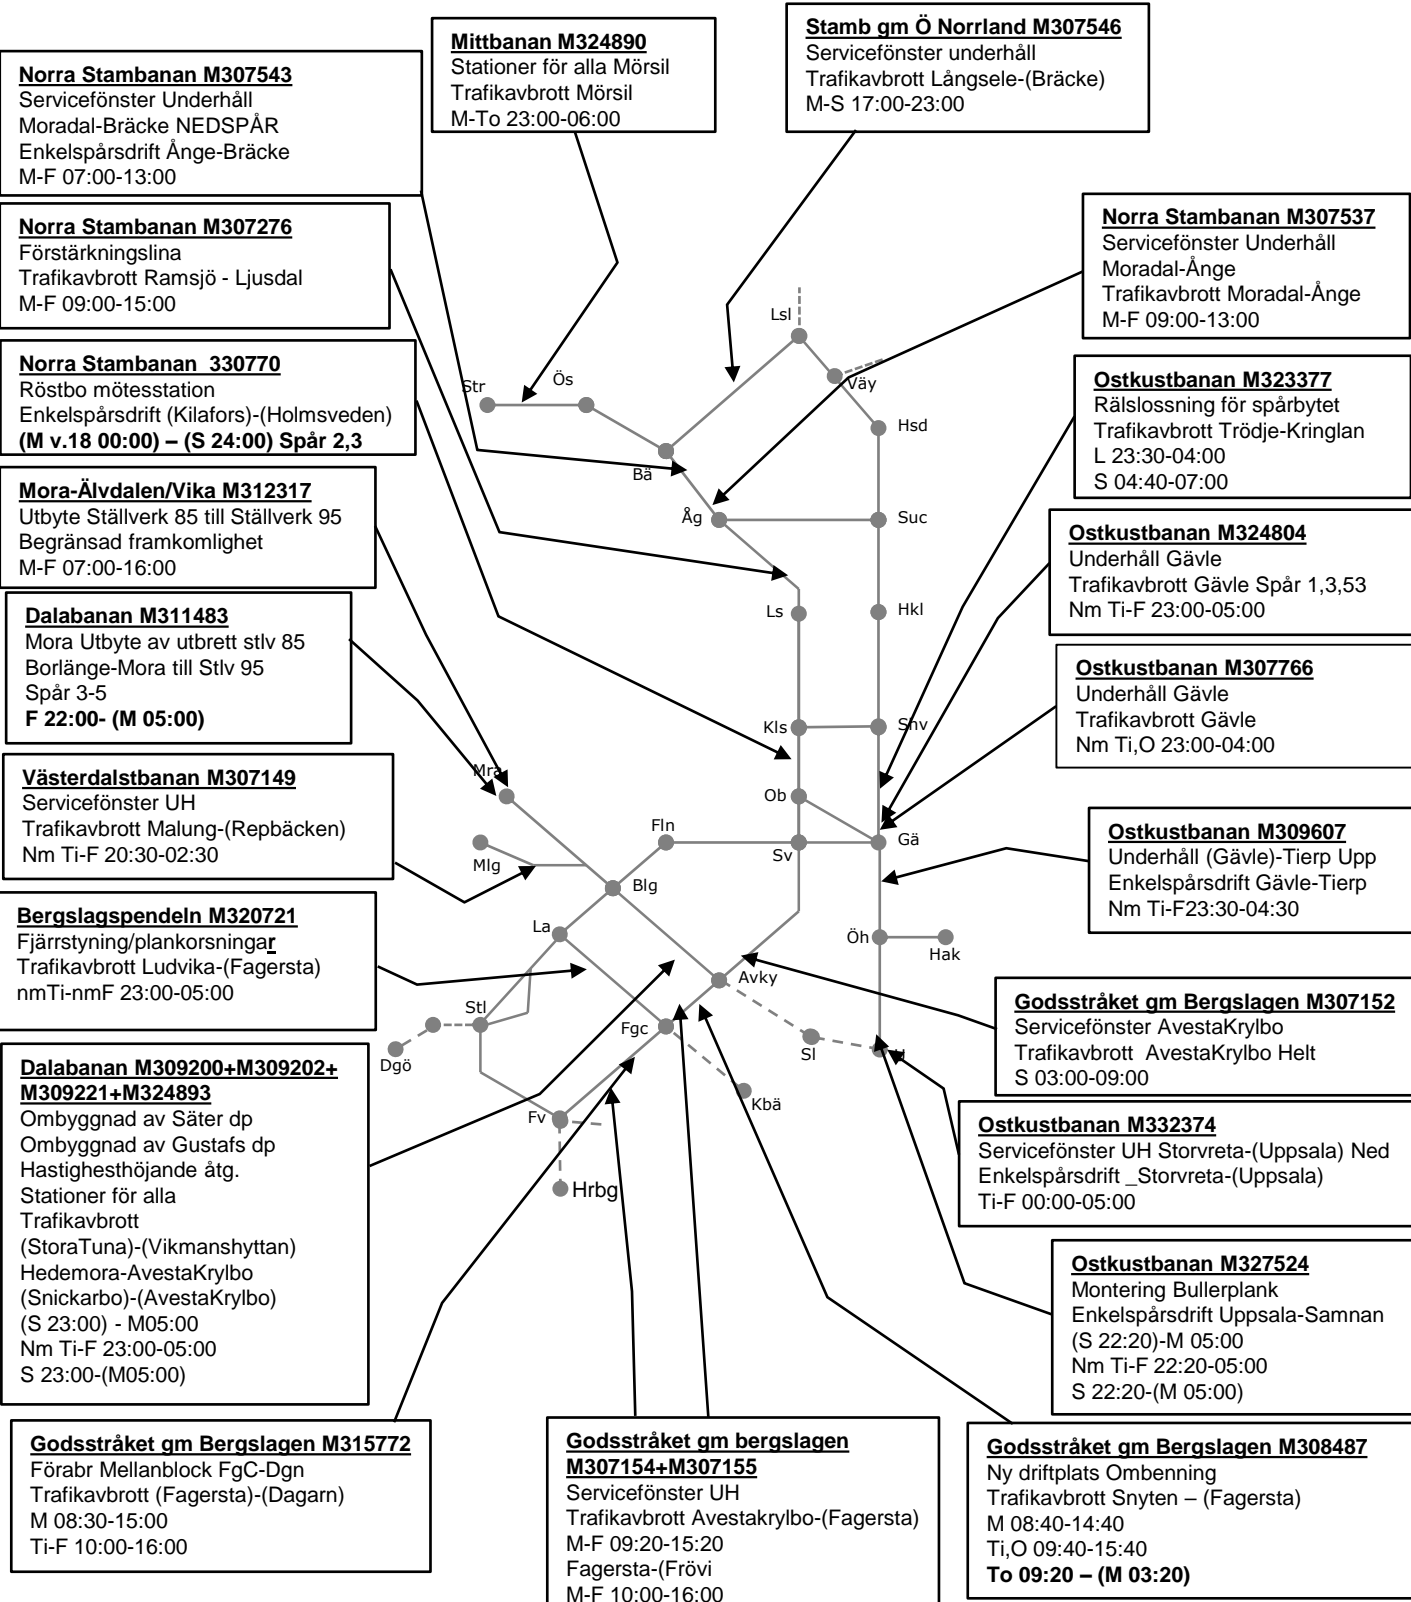 Stamb gm Ö Norrland M307546
Servicefönster underhåll
Trafikavbrott Långsele-(Bräcke)
M-S 17:00-23:00
Mittbanan M324890
Stationer för alla Mörsil
Trafikavbrott Mörsil
M-To 23:00-06:00
Norra Stambanan M307543
Servicefönster Underhåll
Moradal-Bräcke NEDSPÅR
Enkelspårsdrift Ånge-Bräcke
M-F 07:00-13:00
Norra Stambanan M307276
Förstärkningslina
Trafikavbrott Ramsjö - Ljusdal
M-F 09:00-15:00
Norra Stambanan 330770
Röstbo mötesstation
Enkelspårsdrift (Kilafors)-(Holmsveden)
(M v.18 00:00) – (S 24:00) Spår 2,3
Mora-Älvdalen/Vika M312317
Utbyte Ställverk 85 till Ställverk 95
Begränsad framkomlighet
M-F 07:00-16:00
Dalabanan M311483
Mora Utbyte av utbrett stlv 85
Borlänge-Mora till Stlv 95
Spår 3-5
F 22:00- (M 05:00)
Västerdalstbanan M307149
Servicefönster UH
Trafikavbrott Malung-(Repbäcken)
Nm Ti-F 20:30-02:30
Bergslagspendeln M320721
Fjärrstyning/plankorsningar
Trafikavbrott Ludvika-(Fagersta)
nmTi-nmF 23:00-05:00
Dalabanan M309200+M309202+
M309221+M324893
Ombyggnad av Säter dp
Ombyggnad av Gustafs dp
Hastighesthöjande åtg.
Stationer för alla
Trafikavbrott
(StoraTuna)-(Vikmanshyttan)
Hedemora-AvestaKrylbo
(Snickarbo)-(AvestaKrylbo)
(S 23:00) - M05:00
Nm Ti-F 23:00-05:00
S 23:00-(M05:00)
Godsstråket gm Bergslagen M315772
Förabr Mellanblock FgC-Dgn
Trafikavbrott (Fagersta)-(Dagarn)
M 08:30-15:00
Ti-F 10:00-16:00
Godsstråket gm bergslagen
M307154+M307155
Servicefönster UH
Trafikavbrott Avestakrylbo-(Fagersta)
M-F 09:20-15:20
Fagersta-(Frövi
M-F 10:00-16:00
Norra Stambanan M307537
Servicefönster Underhåll
Moradal-Ånge
Trafikavbrott Moradal-Ånge
M-F 09:00-13:00
Ostkustbanan M323377
Rälslossning för spårbytet
Trafikavbrott Trödje-Kringlan
L 23:30-04:00
S 04:40-07:00
Ostkustbanan M324804
Underhåll Gävle
Trafikavbrott Gävle Spår 1,3,53
Nm Ti-F 23:00-05:00
Ostkustbanan M307766
Underhåll Gävle
Trafikavbrott Gävle
Nm Ti,O 23:00-04:00
Ostkustbanan M309607
Underhåll (Gävle)-Tierp Upp
Enkelspårsdrift Gävle-Tierp
Nm Ti-F23:30-04:30
Godsstråket gm Bergslagen M307152
Servicefönster AvestaKrylbo
Trafikavbrott AvestaKrylbo Helt
S 03:00-09:00
Ostkustbanan M332374
Servicefönster UH Storvreta-(Uppsala) Ned
Enkelspårsdrift _Storvreta-(Uppsala)
Ti-F 00:00-05:00
Ostkustbanan M327524
Montering Bullerplank
Enkelspårsdrift Uppsala-Samnan
(S 22:20)-M 05:00
Nm Ti-F 22:20-05:00
S 22:20-(M 05:00)
Godsstråket gm Bergslagen M308487
Ny driftplats Ombenning
Trafikavbrott Snyten – (Fagersta)
M 08:40-14:40
Ti,O 09:40-15:40
To 09:20 – (M 03:20)
Lsl
Str
Ös
Väy
Hsd
Bä
Åg
Suc
Ls
Hkl
Kls
Shv
Mra
Ob
Fln
Sv
Gä
Mlg
Blg
La
Öh
Hak
Avky
Stl
Fgc
Sl
Dgö
Kbä
Fv
Hrbg